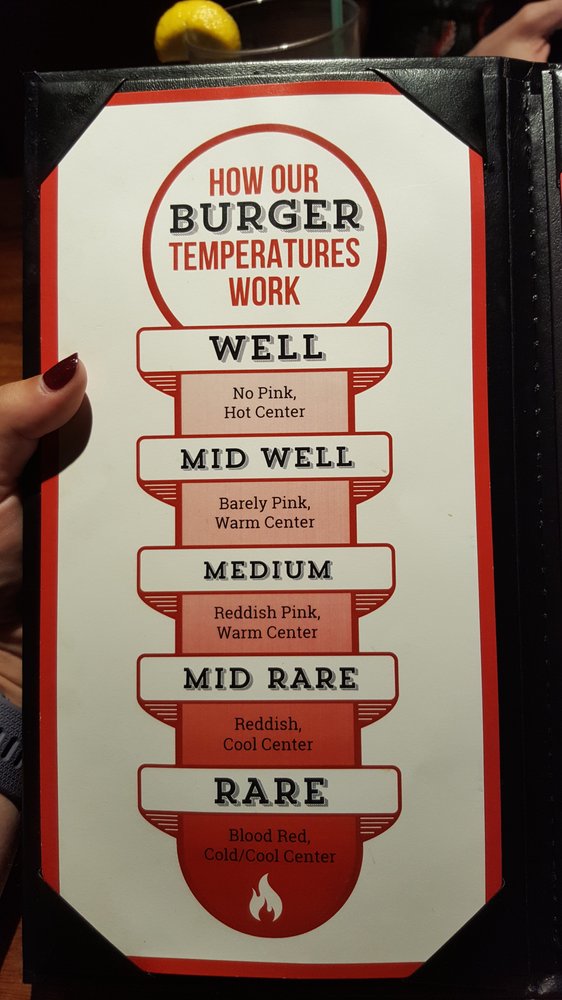 HOW OUR
BURGER
TEMPERATURES
WORK
WELL
No Pink,
Hot Center
MID WELL
Barely Pink,
Warm Center
MEDIUM
Reddish Pink,
Warm Center
MID RARE
Reddish,
Cool Center
RARE
Blood Red,
Cold/Cool Center